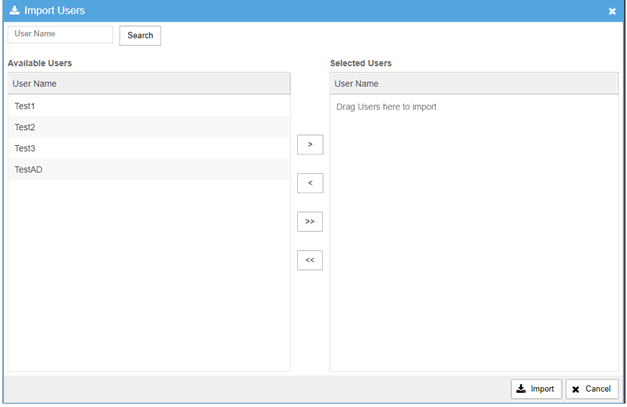 Import Users
User Name
Search
Available Users
User Name
Test1
Test2
Test3
TestAD
>
<
>>
<<
Selected Users
User Name
Drag Users here to import
Import
Cancel